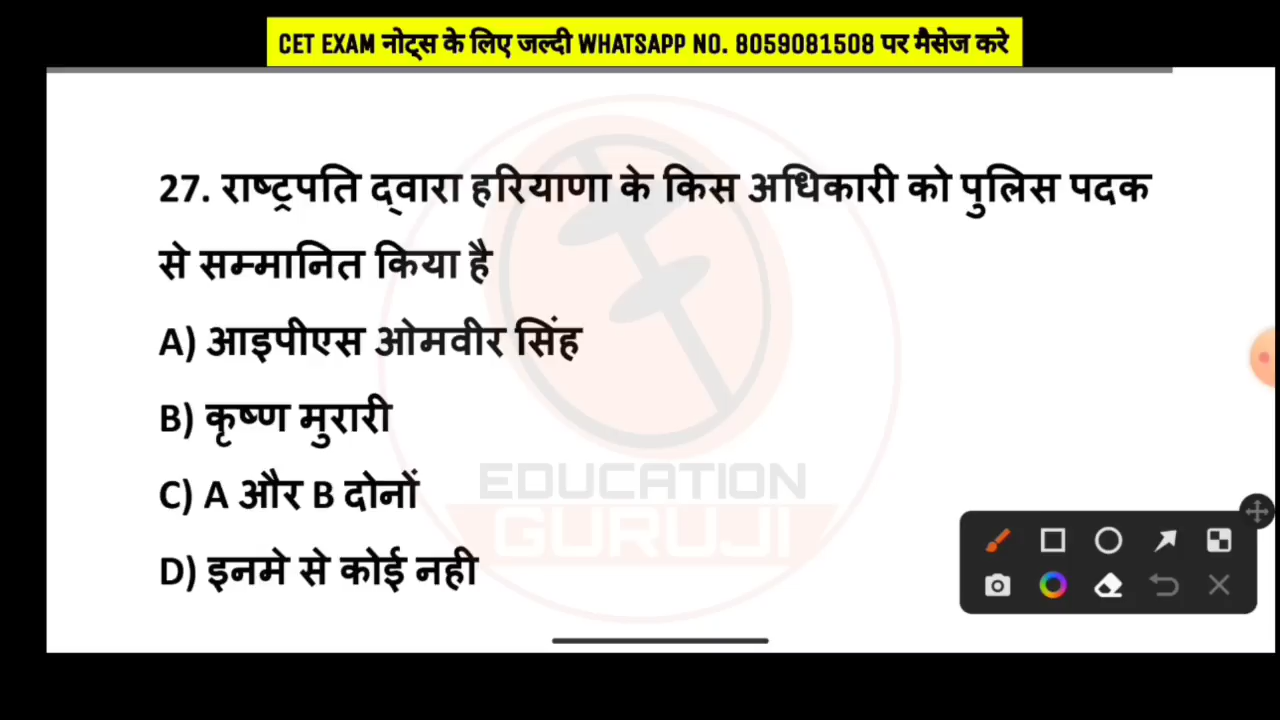 CET EXAM नोट्स के लिए जल्दी WHATSAPP NO. 8059081508 पर मैसेज करे
27. राष्ट्रपति द्वारा हरियाणा के किस अधिकारी को पुलिस पदक
से सम्मानित किया है
A) आइपीएस ओमवीर सिंह
B) कृष्ण मुरारी
C) A और B दोनों
EDUCATION
GURUJI
D) इनमे से कोई नही